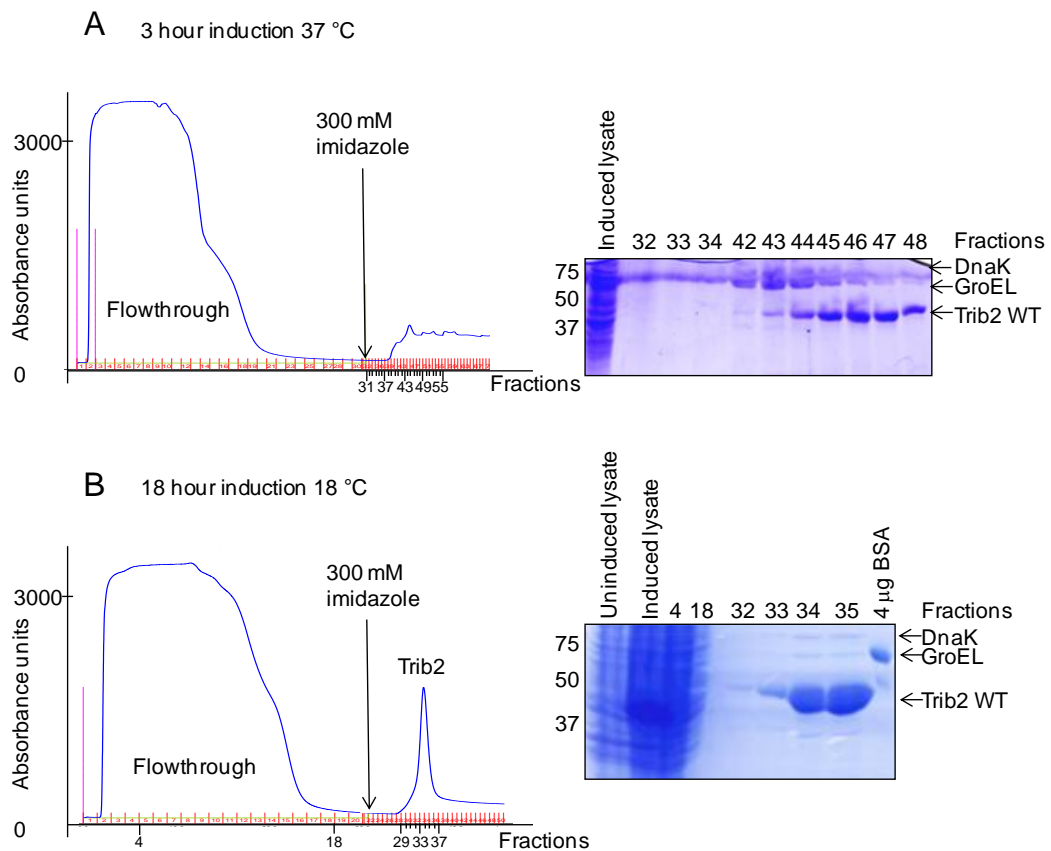 A 3 hour induction 37 °C
Absorbance units
3000
0
Flowthrough
300 mM
imidazole
31 37 43 49 55
Fractions
Induced lysate
32 33 34 42 43 44 45 46 47 48 Fractions
75
50
37
DnaK
GroEL
Trib2 WT
B 18 hour induction 18 °C
Absorbance units
3000
0
Flowthrough
300 mM
imidazole
Trib2
4 18 29 33 37
Fractions
Uninduced lysate
Induced lysate
4 18 32 33 34 35
4 µg BSA
Fractions
75
50
37
DnaK
GroEL
Trib2 WT